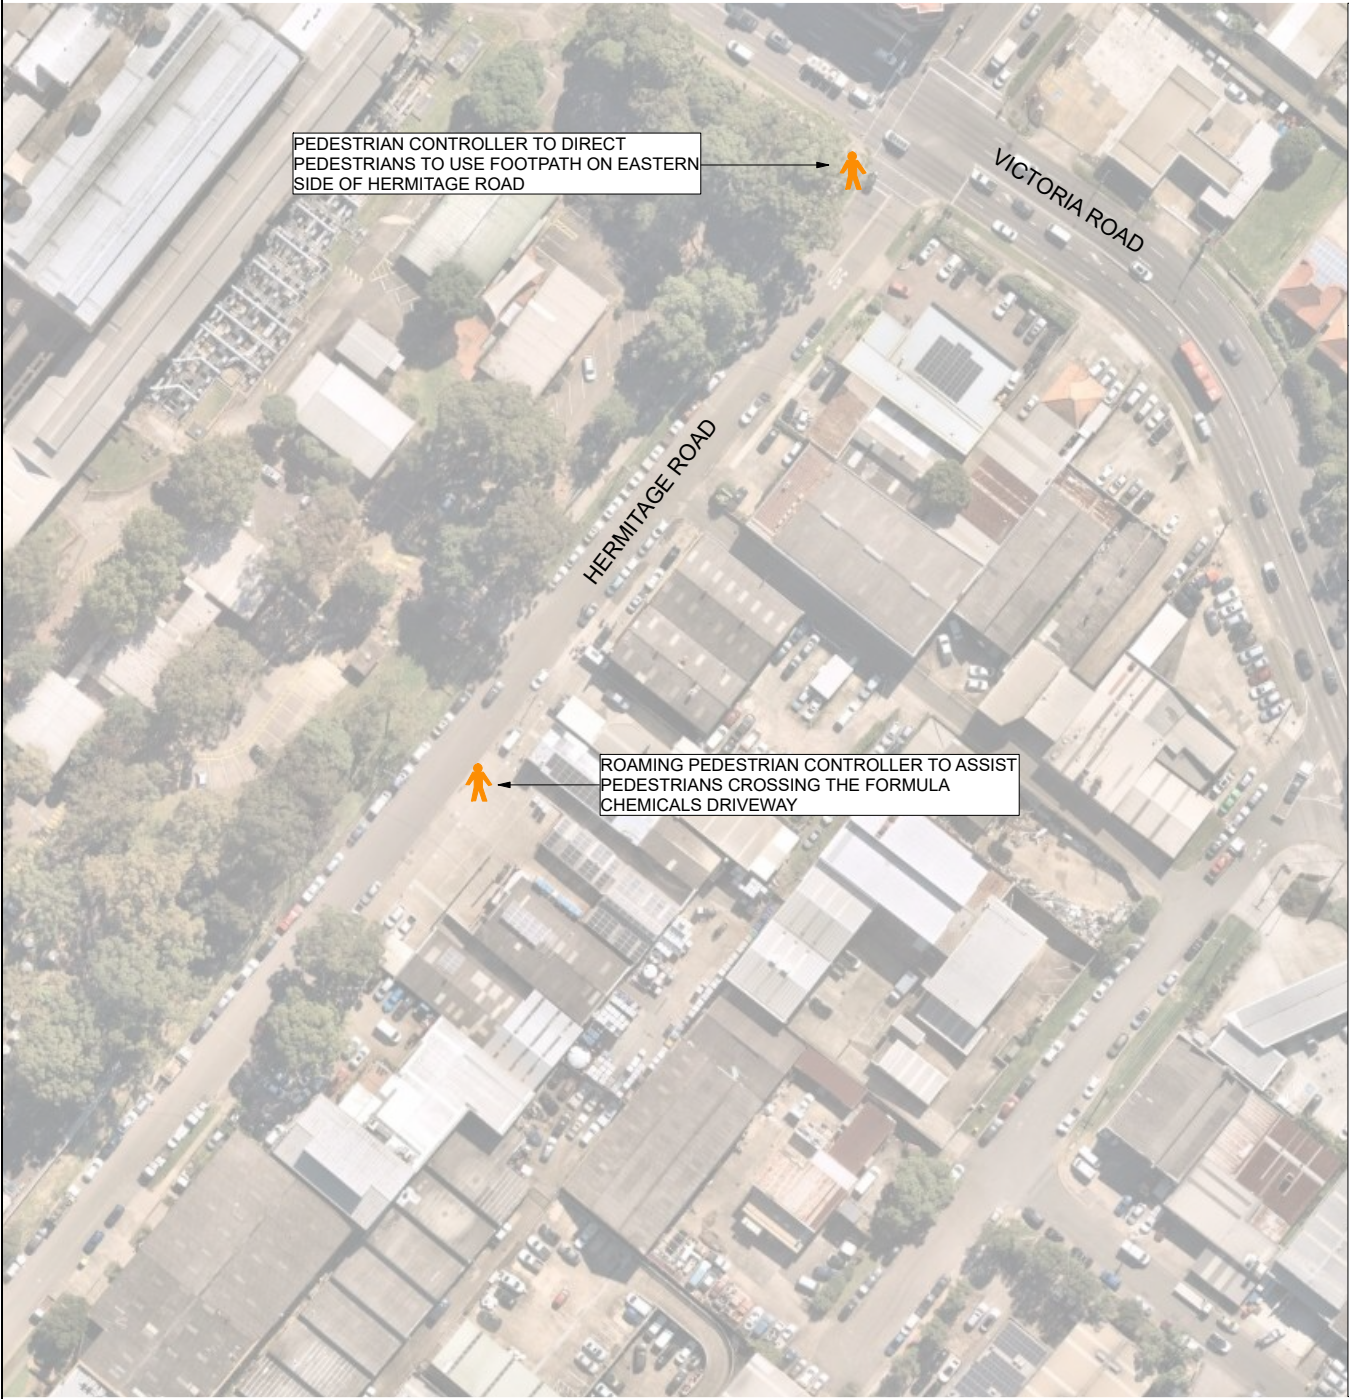 PEDESTRIAN CONTROLLER TO DIRECT
PEDESTRIANS TO USE FOOTPATH ON EASTERN
SIDE OF HERMITAGE ROAD
VICTORIA ROAD
HERMITAGE ROAD
ROAMING PEDESTRIAN CONTROLLER TO ASSIST
PEDESTRIANS CROSSING THE FORMULA
CHEMICALS DRIVEWAY